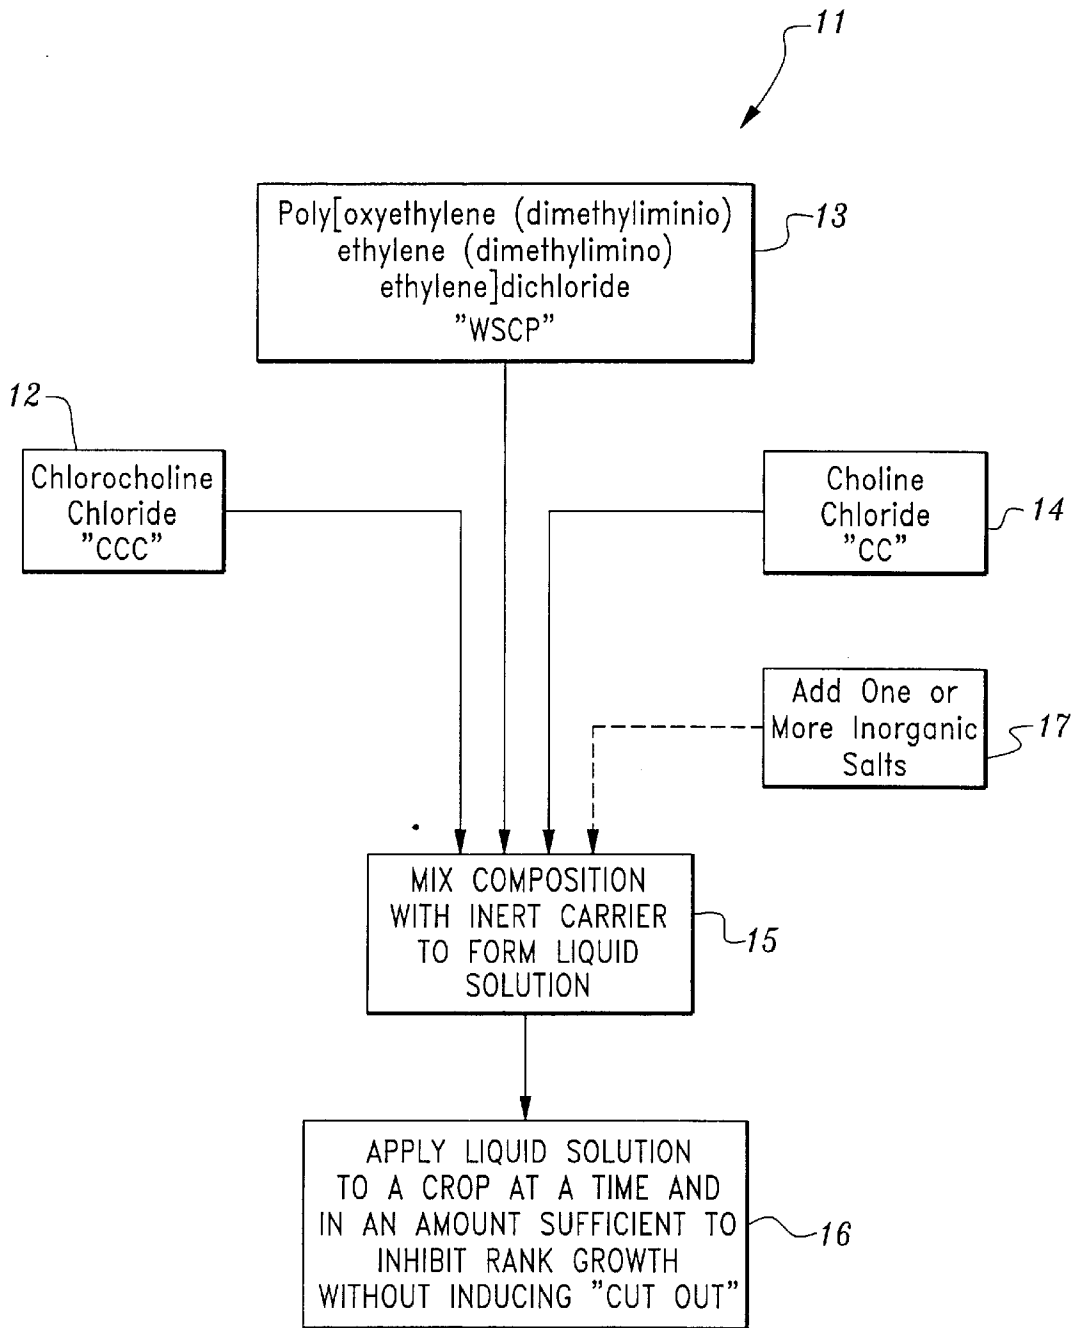 11
Poly[oxyethylene (dimethyliminio)
ethylene (dimethylimino)
ethylene]dichloride
"WSCP"
13
12
Chlorocholine
Chloride
"CCC"
Choline
Chloride
"CC"
14
Add One or
More Inorganic
Salts
17
MIX COMPOSITION
WITH INERT CARRIER
TO FORM LIQUID
SOLUTION
15
APPLY LIQUID SOLUTION
TO A CROP AT A TIME AND
IN AN AMOUNT SUFFICIENT TO
INHIBIT RANK GROWTH
WITHOUT INDUCING "CUT OUT"
16